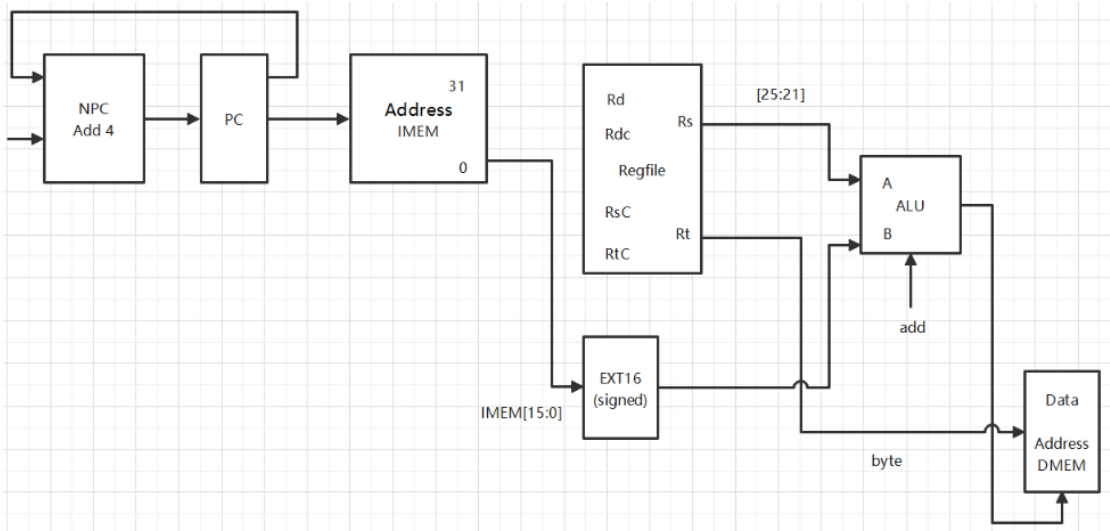 NPC
Add 4
PC
31
Address
IMEM
0
Rd
Rdc
Rs
Regfile
RsC
Rt
RtC
[25:21]
A
ALU
B
add
EXT16
(signed)
IMEM[15:0]
byte
Data
Address
DMEM